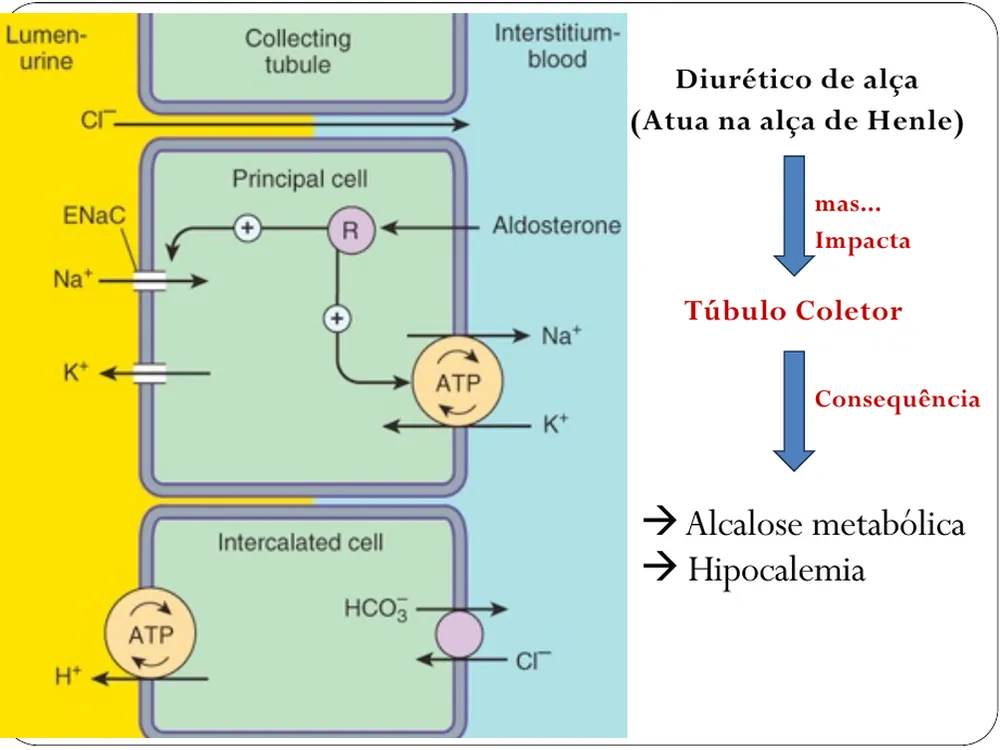 Lumen-
urine
Collecting
tubule
Interstitium-
blood
Cl⁻
Principal cell
ENaC
+
R
Aldosterone
Na⁺
+
Na⁺
K⁺
ATP
K⁺
Intercalated cell
HCO₃⁻
ATP
Cl⁻
H⁺
Diurético de alça
(Atua na alça de Henle)
mas...
Impacta
Túbulo Coletor
Consequência
→ Alcalose metabólica
→ Hipocalemia